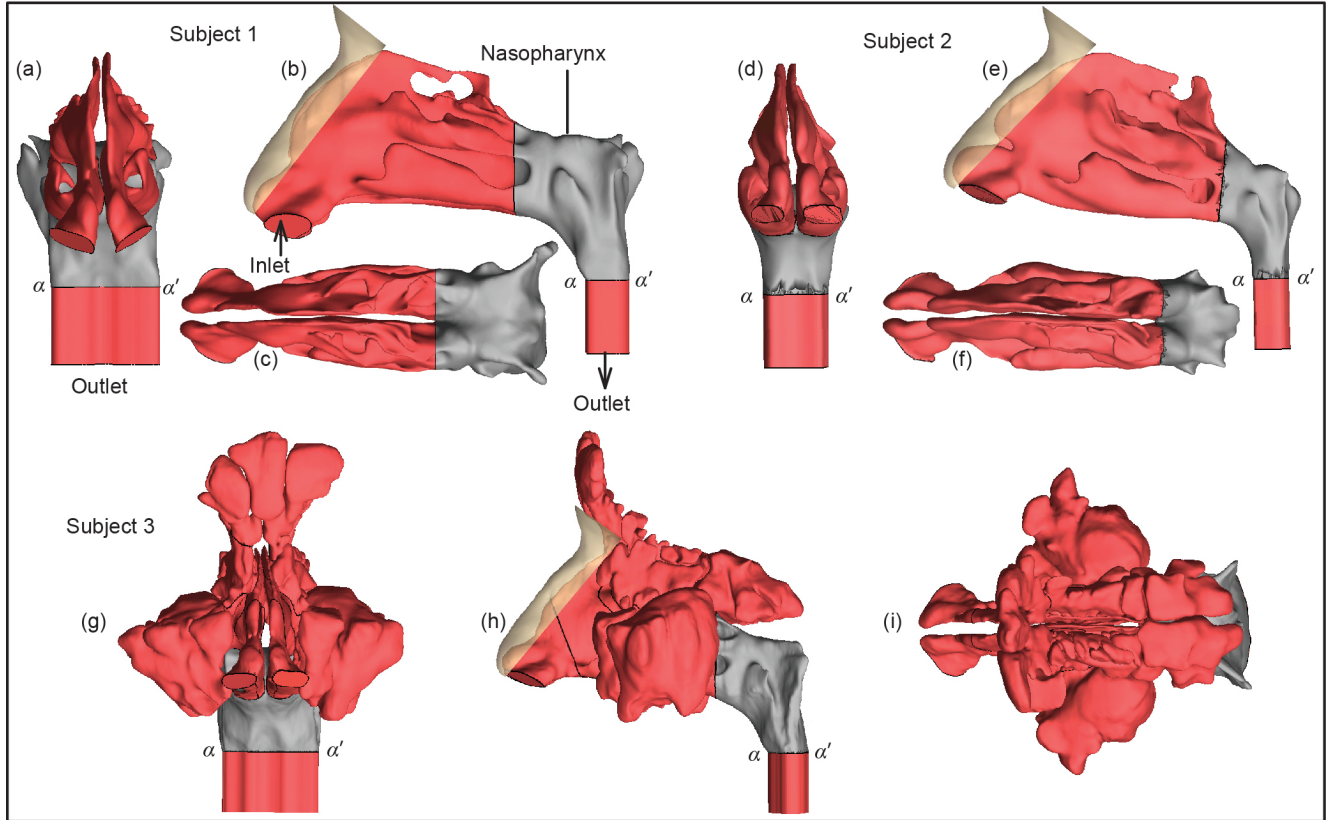 Subject 1
Subject 2
(a)
(b)
Nasopharynx
(d)
(e)
Inlet
α
α′
α
α′
α
α′
α
α′
(c)
(f)
Outlet
Outlet
Subject 3
(g)
(h)
(i)
α
α′
α
α′